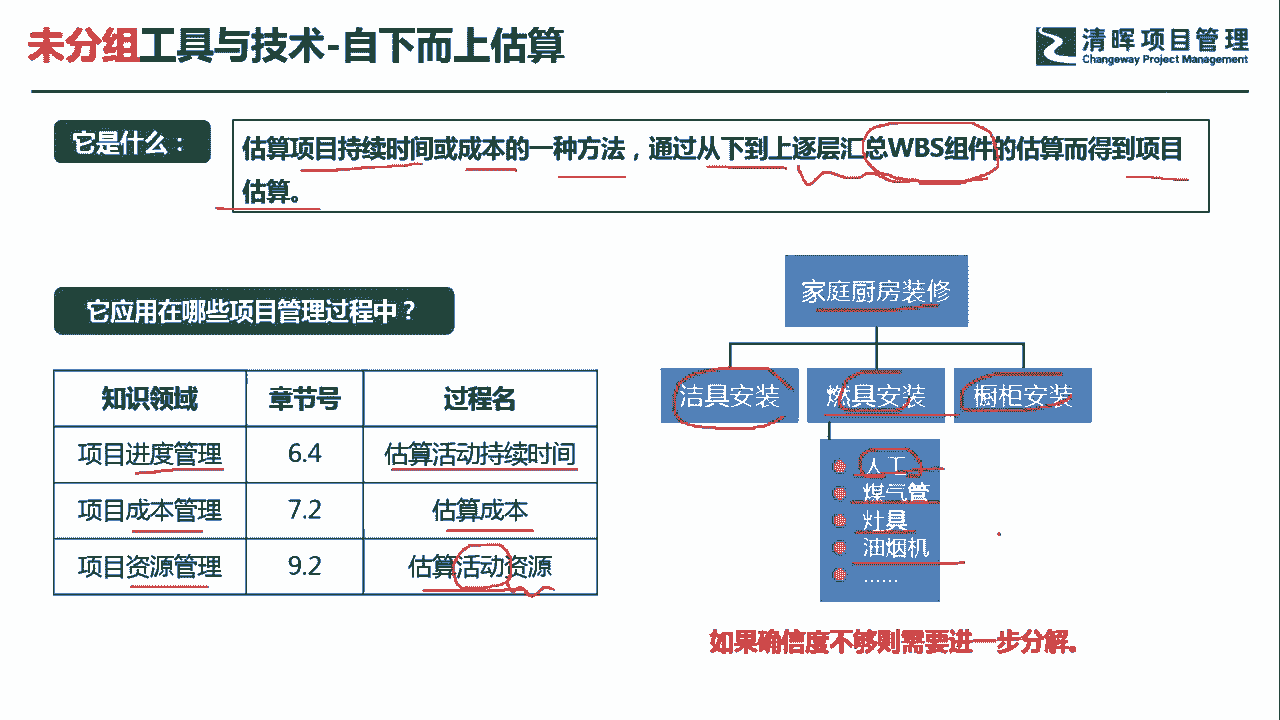 未分组工具与技术-自下而上估算
清晖项目管理
Changeway Project Management
它是什么：
估算项目持续时间或成本的一种方法，通过从下到上逐层汇总WBS组件的估算而得到项目
估算。
它应用在哪些项目管理过程中？
知识领域 章节号 过程名
项目进度管理 6.4 估算活动持续时间
项目成本管理 7.2 估算成本
项目资源管理 9.2 估算活动资源
家庭厨房装修
洁具安装 燃具安装 橱柜安装
人工
煤气管
灶具
油烟机
……
如果确信度不够则需要进一步分解。